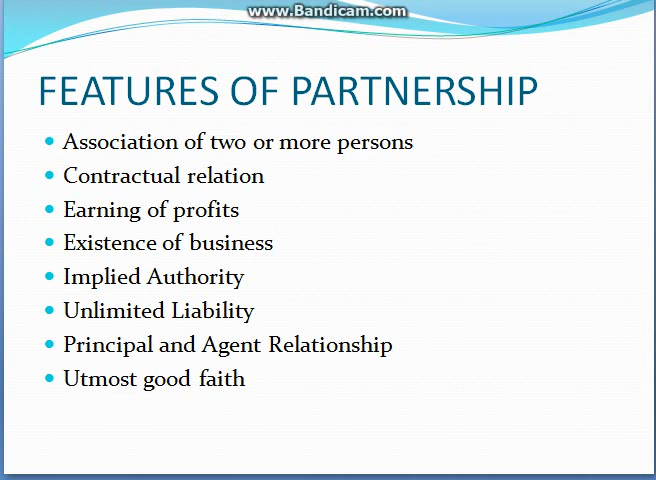 www.Bandicam.com
FEATURES OF PARTNERSHIP
Association of two or more persons
Contractual relation
Earning of profits
Existence of business
Implied Authority
Unlimited Liability
Principal and Agent Relationship
Utmost good faith